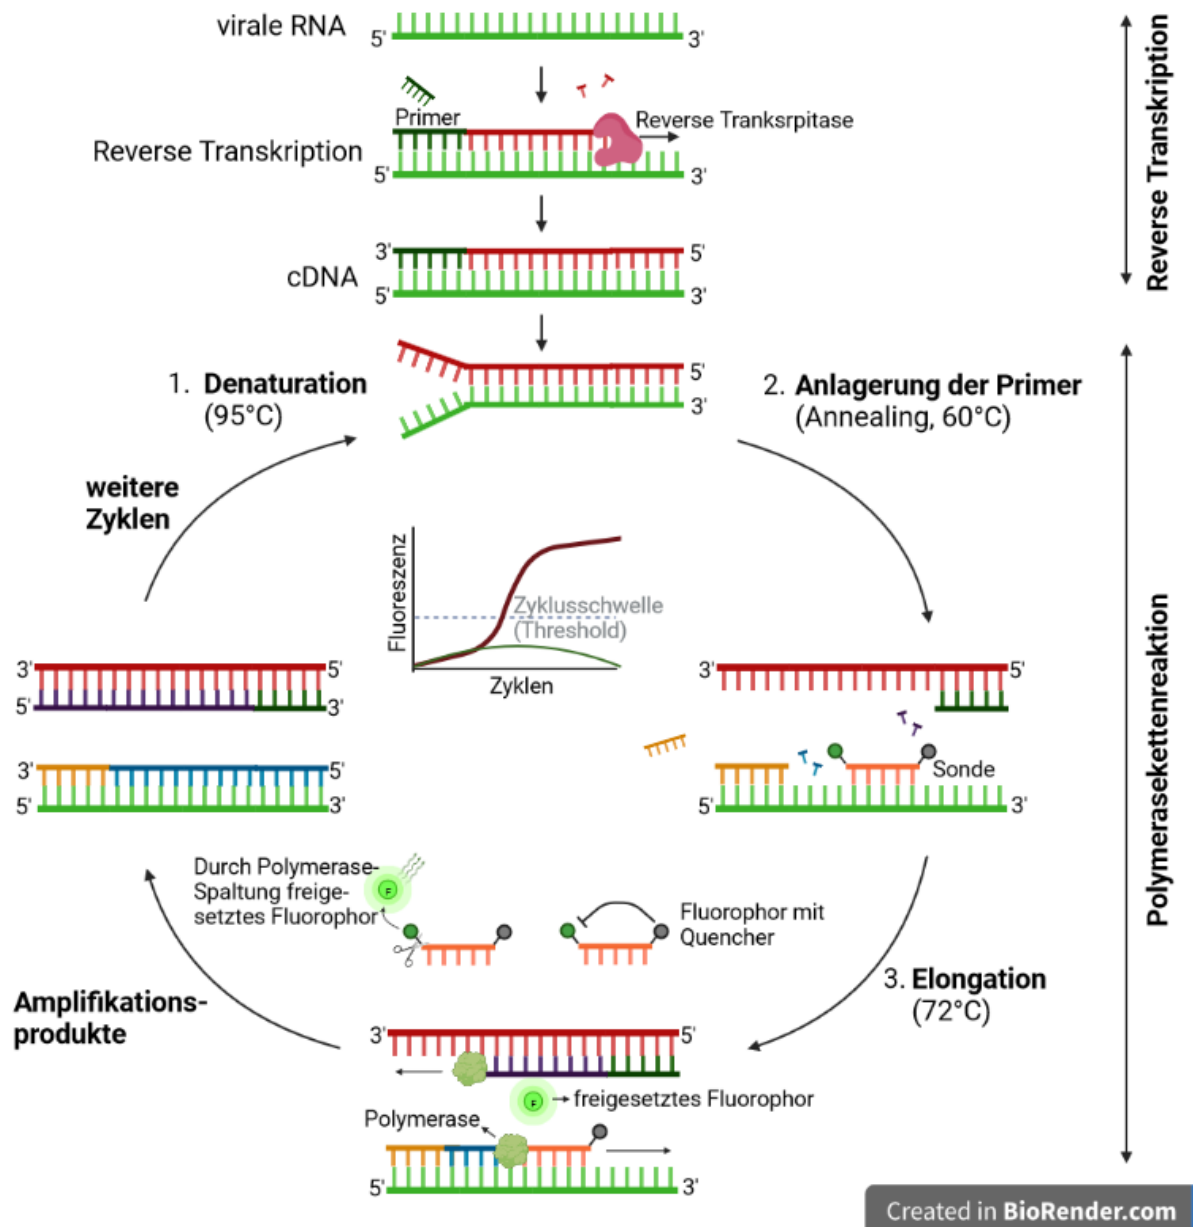 virale RNA
5'
3'
Primer
Reverse Tranksrpitase
Reverse Transkription
5'
3'
3'
5'
cDNA
5'
3'
Reverse Transkription
1. Denaturation
(95°C)
5'
3'
2. Anlagerung der Primer
(Annealing, 60°C)
weitere
Zyklen
Fluoreszenz
Zyklusschwelle
(Threshold)
Zyklen
3'
5'
5'
3'
3'
5'
5'
3'
3'
5'
Sonde
5'
3'
Polymerasekettenreaktion
Durch Polymerase-
Spaltung freige-
setztes Fluorophor
F
Fluorophor mit
Quencher
3. Elongation
(72°C)
Amplifikations-
produkte
3'
5'
F
freigesetztes Fluorophor
Polymerase
5'
3'
Created in BioRender.com